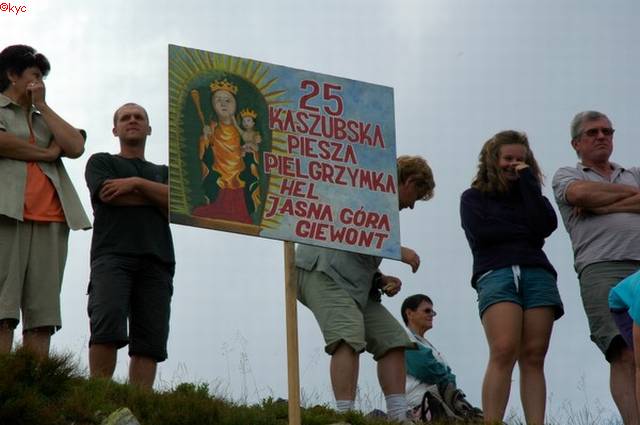 ©kyc
25
KASZUBSKA
PIESZA
PIELGRZYMKA
HEL
JASNA GÓRA
GIEWONT